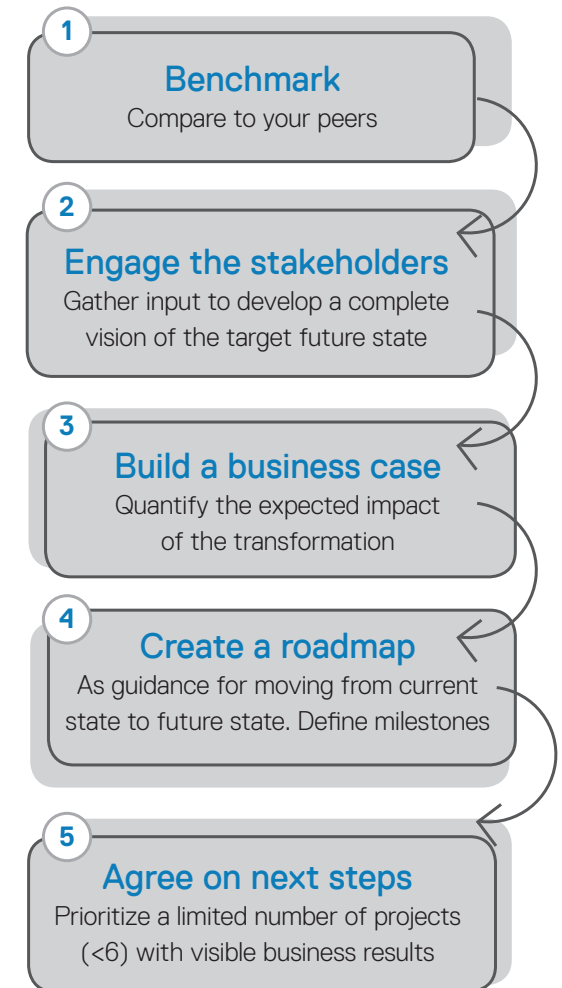 1
Benchmark
Compare to your peers
2
Engage the stakeholders
Gather input to develop a complete
vision of the target future state
3
Build a business case
Quantify the expected impact
of the transformation
4
Create a roadmap
As guidance for moving from current
state to future state. Define milestones
5
Agree on next steps
Prioritize a limited number of projects
(<6) with visible business results